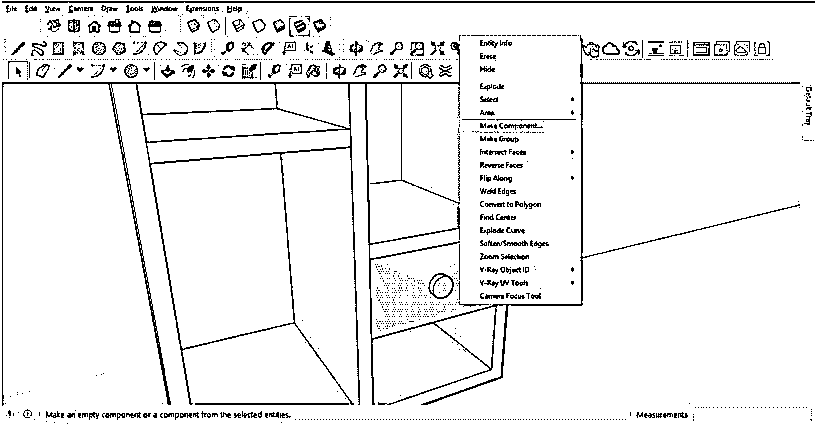 File Edit View Camera Draw Tools Window Extensions Help
Entity Info
Erase
Hide
Explode
Select
Area
Make Component...
Make Group
Intersect Faces
Reverse Faces
Flip Along
Weld Edges
Convert to Polygon
Find Center
Explode Curve
Soften/Smooth Edges
Zoom Selection
V-Ray Object ID
V-Ray UV Tools
Camera Focus Tool
Default Tray
Make an empty component or a component from the selected entities.
Measurements